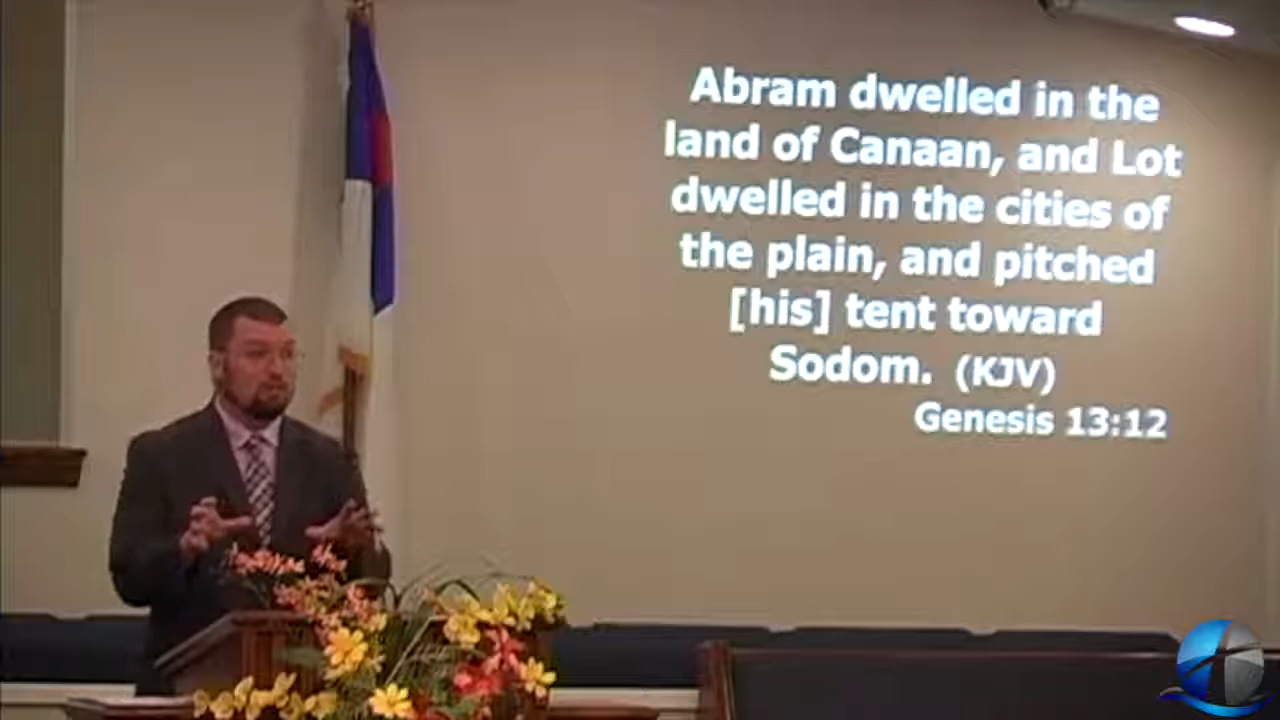 Abram dwelled in the
land of Canaan, and Lot
dwelled in the cities of
the plain, and pitched
[his] tent toward
Sodom. (KJV)
Genesis 13:12